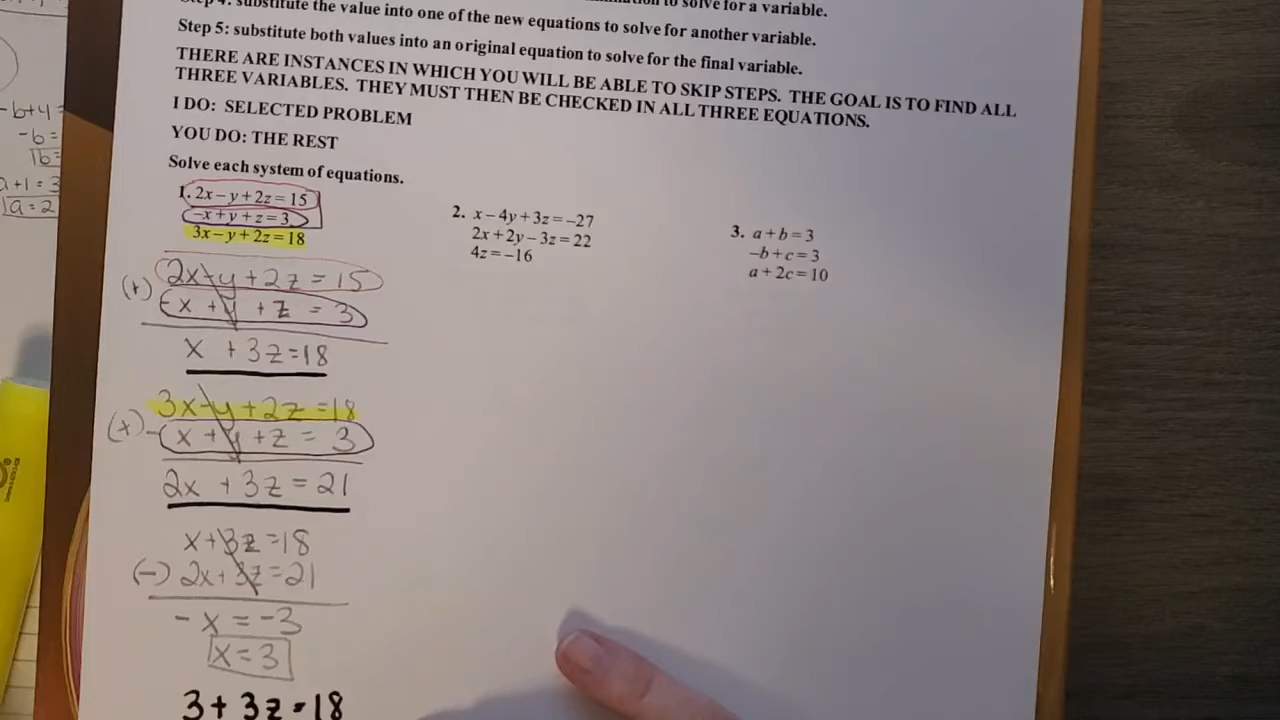 to solve for a variable.
Step 4: substitute the value into one of the new equations to solve for another variable.
Step 5: substitute both values into an original equation to solve for the final variable.
THERE ARE INSTANCES IN WHICH YOU WILL BE ABLE TO SKIP STEPS. THE GOAL IS TO FIND ALL
THREE VARIABLES. THEY MUST THEN BE CHECKED IN ALL THREE EQUATIONS.
I DO: SELECTED PROBLEM
YOU DO: THE REST
Solve each system of equations.
1. 2x – y + 2z = 15
–x + y + z = 3
3x – y + 2z = 18
2. x – 4y + 3z = –27
2x + 2y – 3z = 22
4z = –16
3. a + b = 3
–b + c = 3
a + 2c = 10
2x - y + 2z = 15
(+) -x + y + z = 3
x + 3z = 18
3x - y + 2z = 18
(+) -x + y + z = 3
2x + 3z = 21
x + 3z = 18
(-) 2x + 3z = 21
- x = -3
x = 3
3 + 3z = 18
-b+4=
-b=
a+1=3
a=2